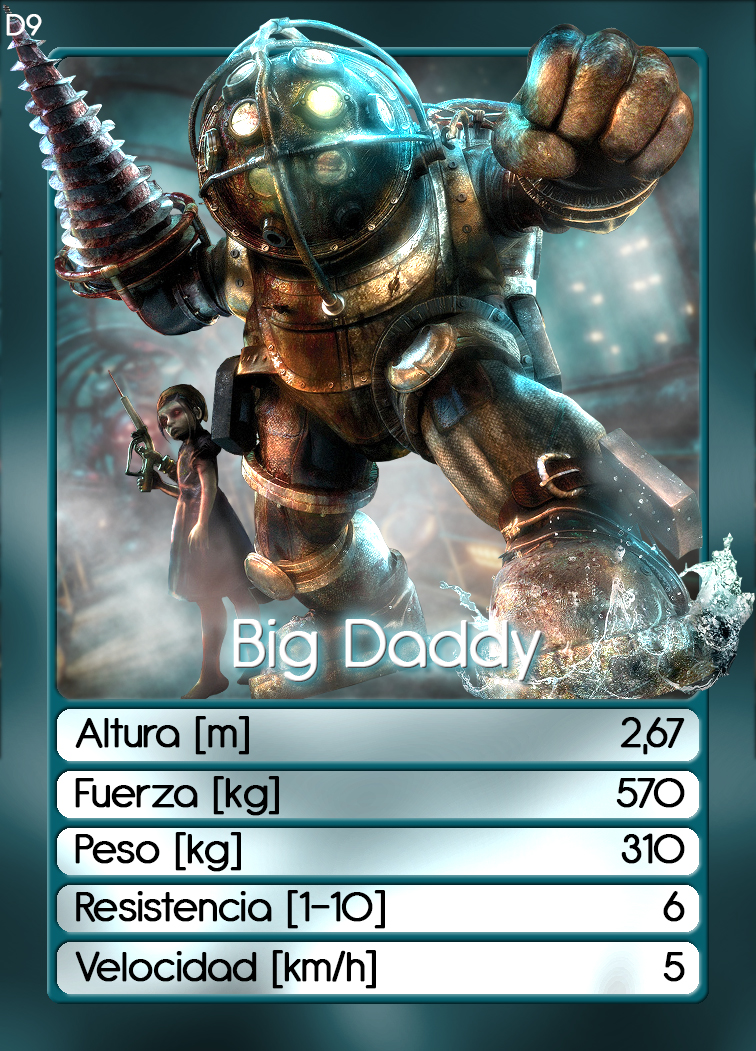 D9
Big Daddy
Altura [m] 2,67
Fuerza [kg] 570
Peso [kg] 310
Resistencia [1-10] 6
Velocidad [km/h] 5